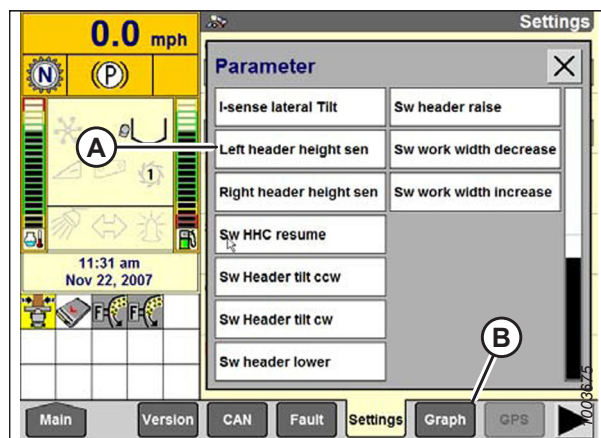 0.0 mph
Settings
N
(P)
Parameter
X
I-sense lateral Tilt
Sw header raise
A
Left header height sen
Sw work width decrease
1
Right header height sen
Sw work width increase
Sw HHC resume
11:31 am
Nov 22, 2007
Sw Header tilt ccw
F
F
Sw Header tilt cw
B
Sw header lower
1003675
Main
Version
CAN
Fault
Settings
Graph
GPS